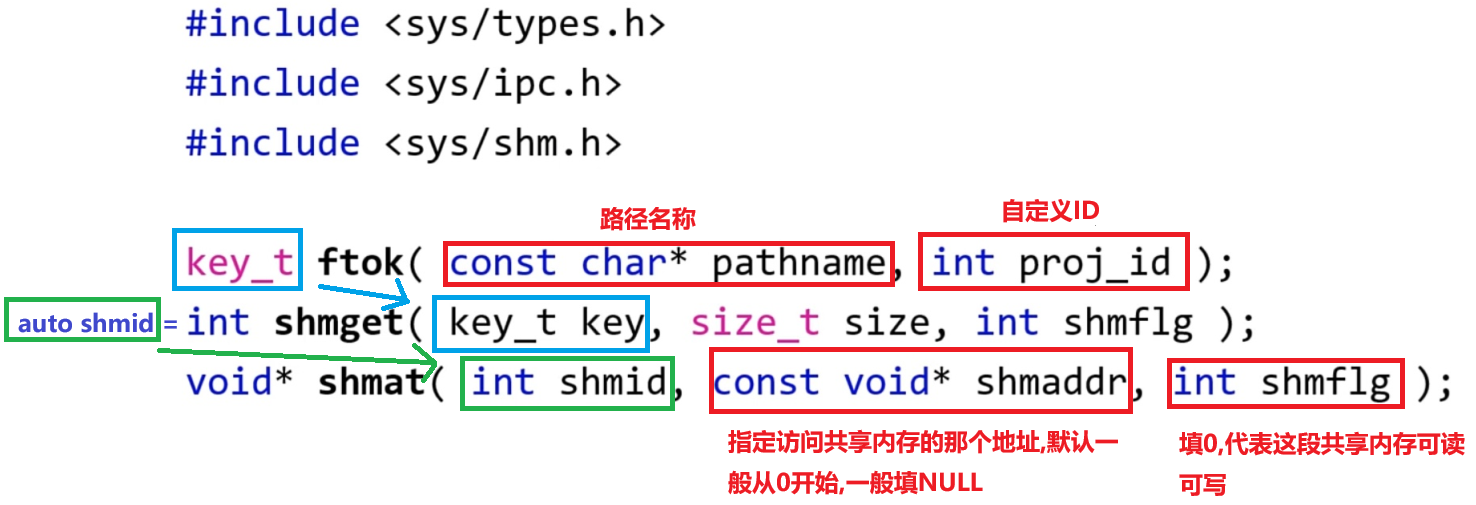 #include <sys/types.h>
#include <sys/ipc.h>
#include <sys/shm.h>
路径名称
自定义ID
key_t ftok( const char* pathname, int proj_id );
auto shmid = int shmget( key_t key, size_t size, int shmflg );
void* shmat( int shmid, const void* shmaddr, int shmflg );
指定访问共享内存的那个地址,默认一
般从0开始,一般填NULL
填0,代表这段共享内存可读
可写